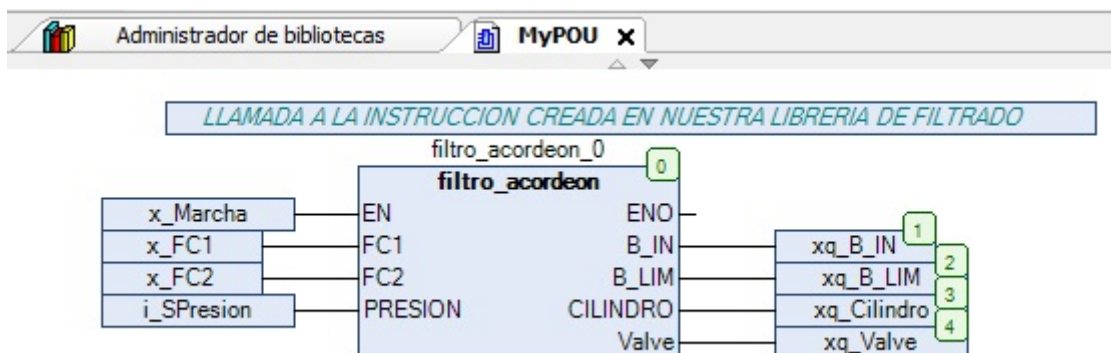 Administrador de bibliotecas MyPOU X
LLAMADA A LA INSTRUCCION CREADA EN NUESTRA LIBRERIA DE FILTRADO
filtro_acordeon_0
filtro_acordeon 0
x_Marcha EN ENO
x_FC1 FC1 B_IN xq_B_IN 1
x_FC2 FC2 B_LIM xq_B_LIM 2
i_SPresion PRESION CILINDRO xq_Cilindro 3
Valve xq_Valve 4